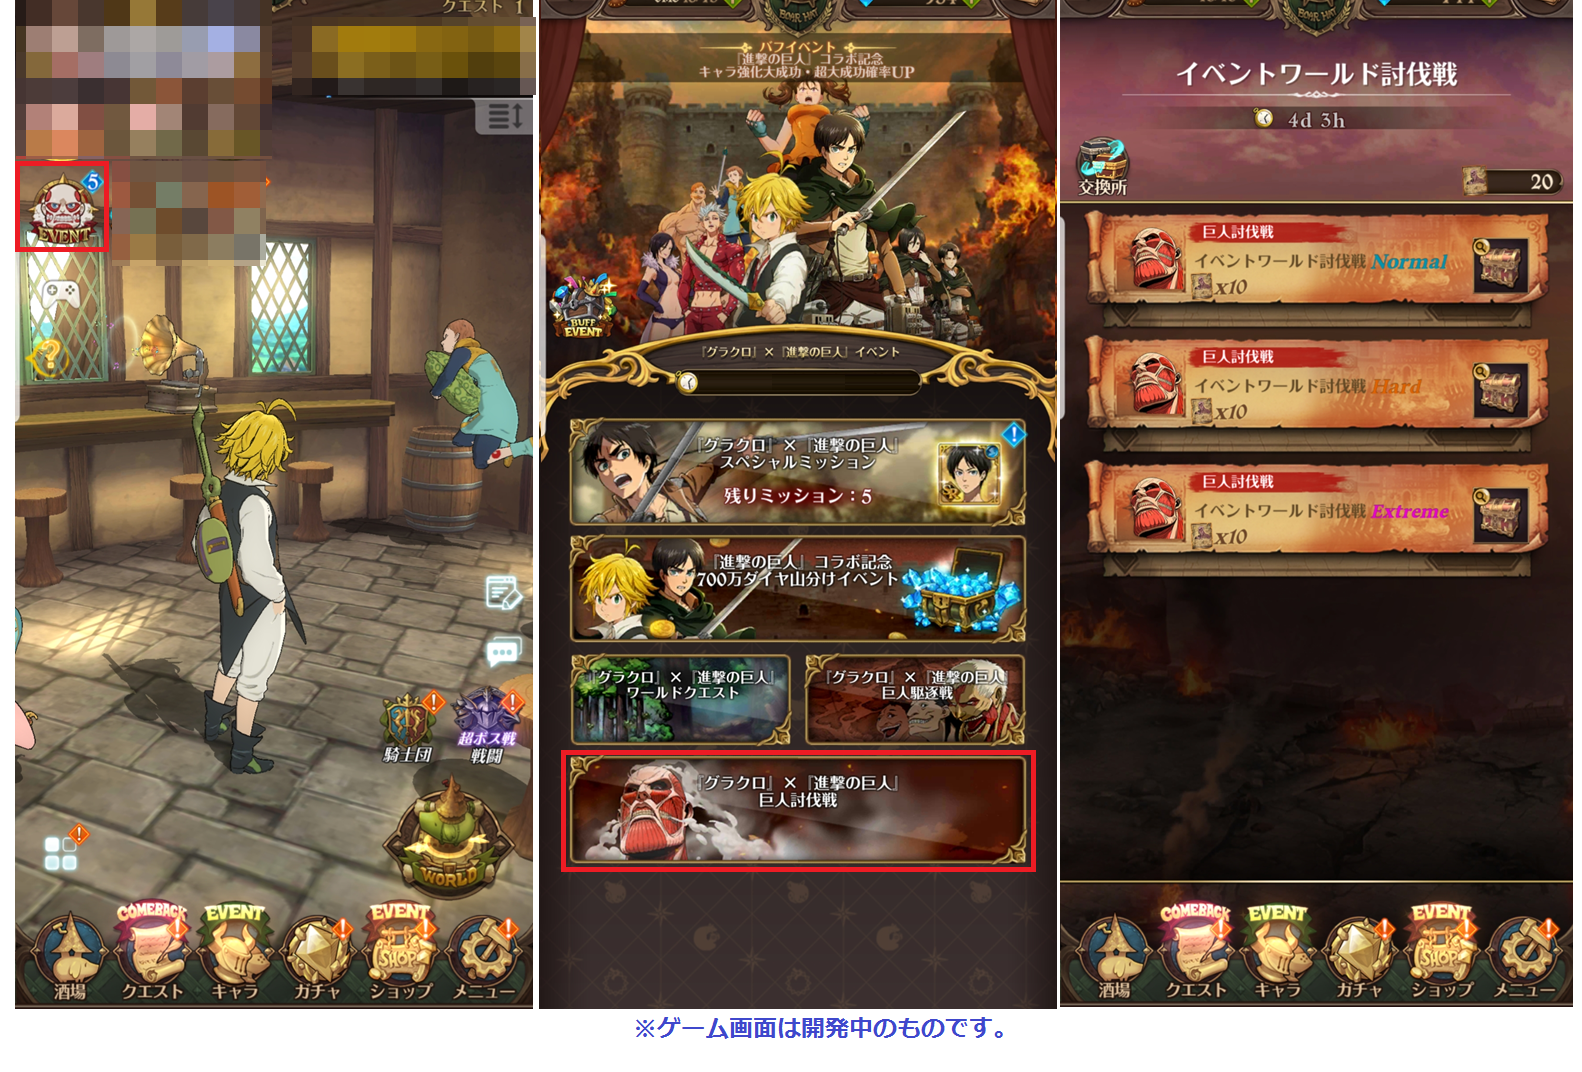 クエスト 1
5
EVENT
?
騎士団
超ボス戦
戦闘
WORLD
COMEBACK
EVENT
EVENT
SHOP
酒場
クエスト
キャラ
ガチャ
ショップ
メニュー
BOAR HAT
バフイベント
『進撃の巨人』コラボ記念
キャラ強化大成功・超大成功確率UP
BUFF
EVENT
『グラクロ』×『進撃の巨人』イベント
『グラクロ』×『進撃の巨人』
スペシャルミッション
残りミッション：5
『進撃の巨人』コラボ記念
700万ダイヤ山分けイベント
『グラクロ』×『進撃の巨人』
ワールドクエスト
『グラクロ』×『進撃の巨人』
巨人駆逐戦
『グラクロ』×『進撃の巨人』
巨人討伐戦
BOAR HAT
イベントワールド討伐戦
4d 3h
交換所
20
巨人討伐戦
イベントワールド討伐戦 Normal
x10
巨人討伐戦
イベントワールド討伐戦 Hard
x10
巨人討伐戦
イベントワールド討伐戦 Extreme
x10
COMEBACK
EVENT
EVENT
SHOP
酒場
クエスト
キャラ
ガチャ
ショップ
メニュー
※ゲーム画面は開発中のものです。